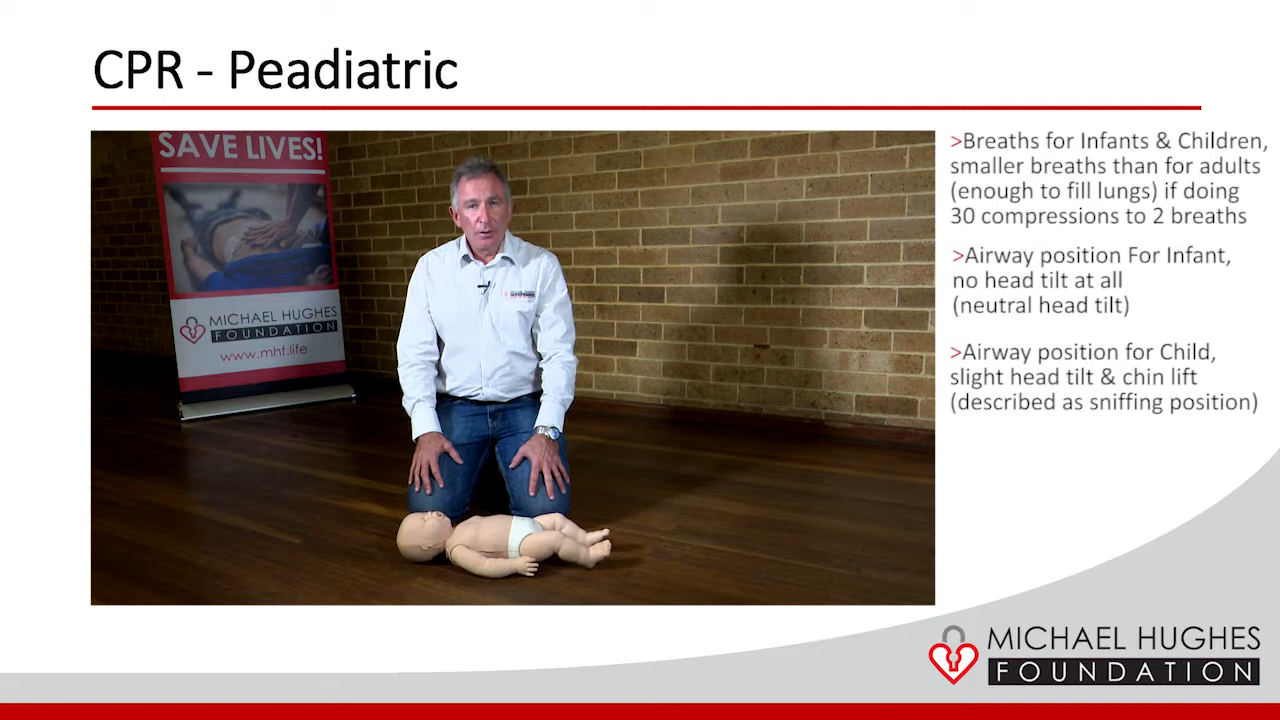 CPR - Peadiatric
SAVE LIVES!
MICHAEL HUGHES
FOUNDATION
www.mhf.life
>Breaths for Infants & Children,
smaller breaths than for adults
(enough to fill lungs) if doing
30 compressions to 2 breaths
>Airway position For Infant,
no head tilt at all
(neutral head tilt)
>Airway position for Child,
slight head tilt & chin lift
(described as sniffing position)
MICHAEL HUGHES
FOUNDATION